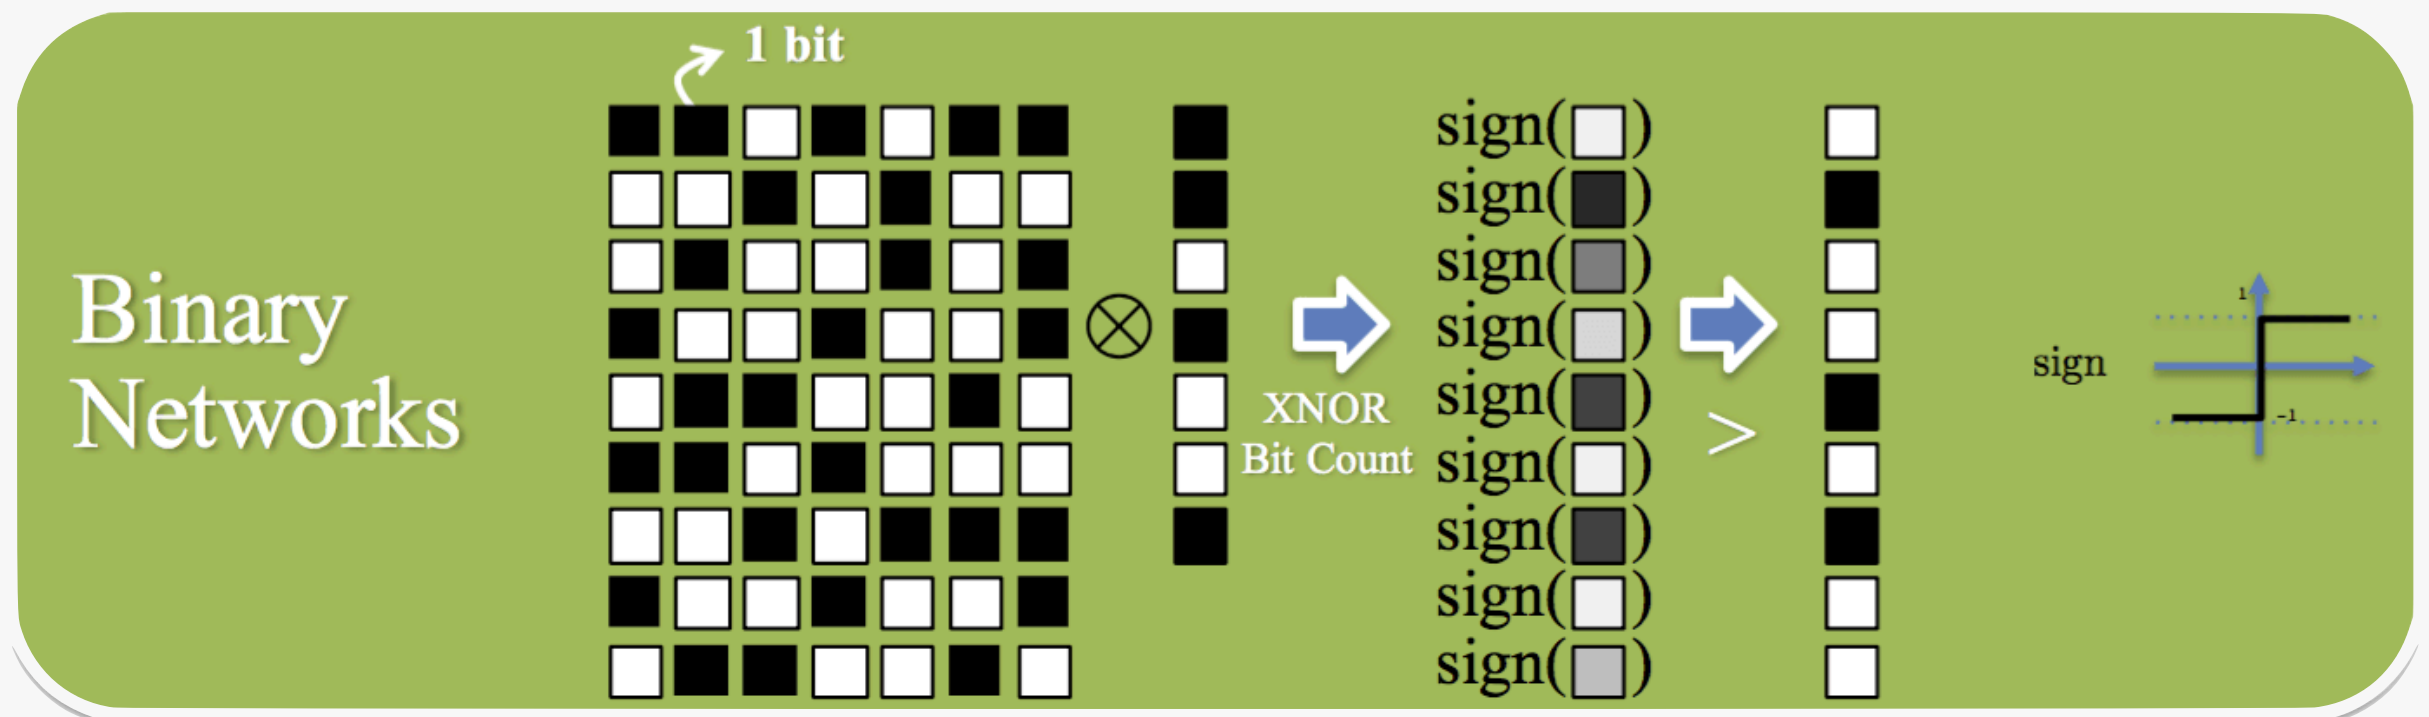 1 bit
Binary
Networks
XNOR
Bit Count
sign( )
sign( )
sign( )
sign( )
sign( )
sign( )
sign( )
sign( )
sign( )
>
sign
1
-1